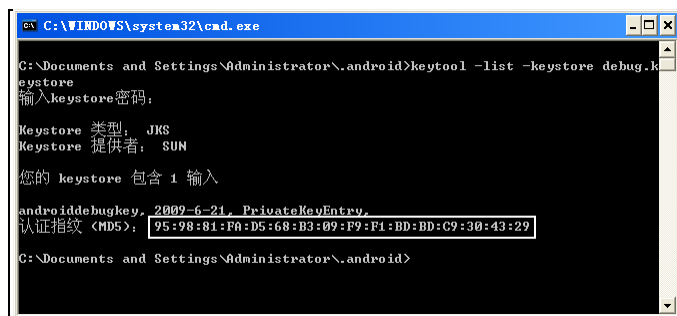 C:\WINDOWS\system32\cmd.exe
C:\Documents and Settings\Administrator\.android>keytool -list -keystore debug.k
eystore
输入keystore密码:
Keystore 类型: JKS
Keystore 提供者: SUN
您的 keystore 包含 1 输入
androiddebugkey, 2009-6-21, PrivateKeyEntry,
认证指纹 (MD5): 95:98:81:FA:D5:68:B3:09:F9:F1:BD:BD:C9:30:43:29
C:\Documents and Settings\Administrator\.android>